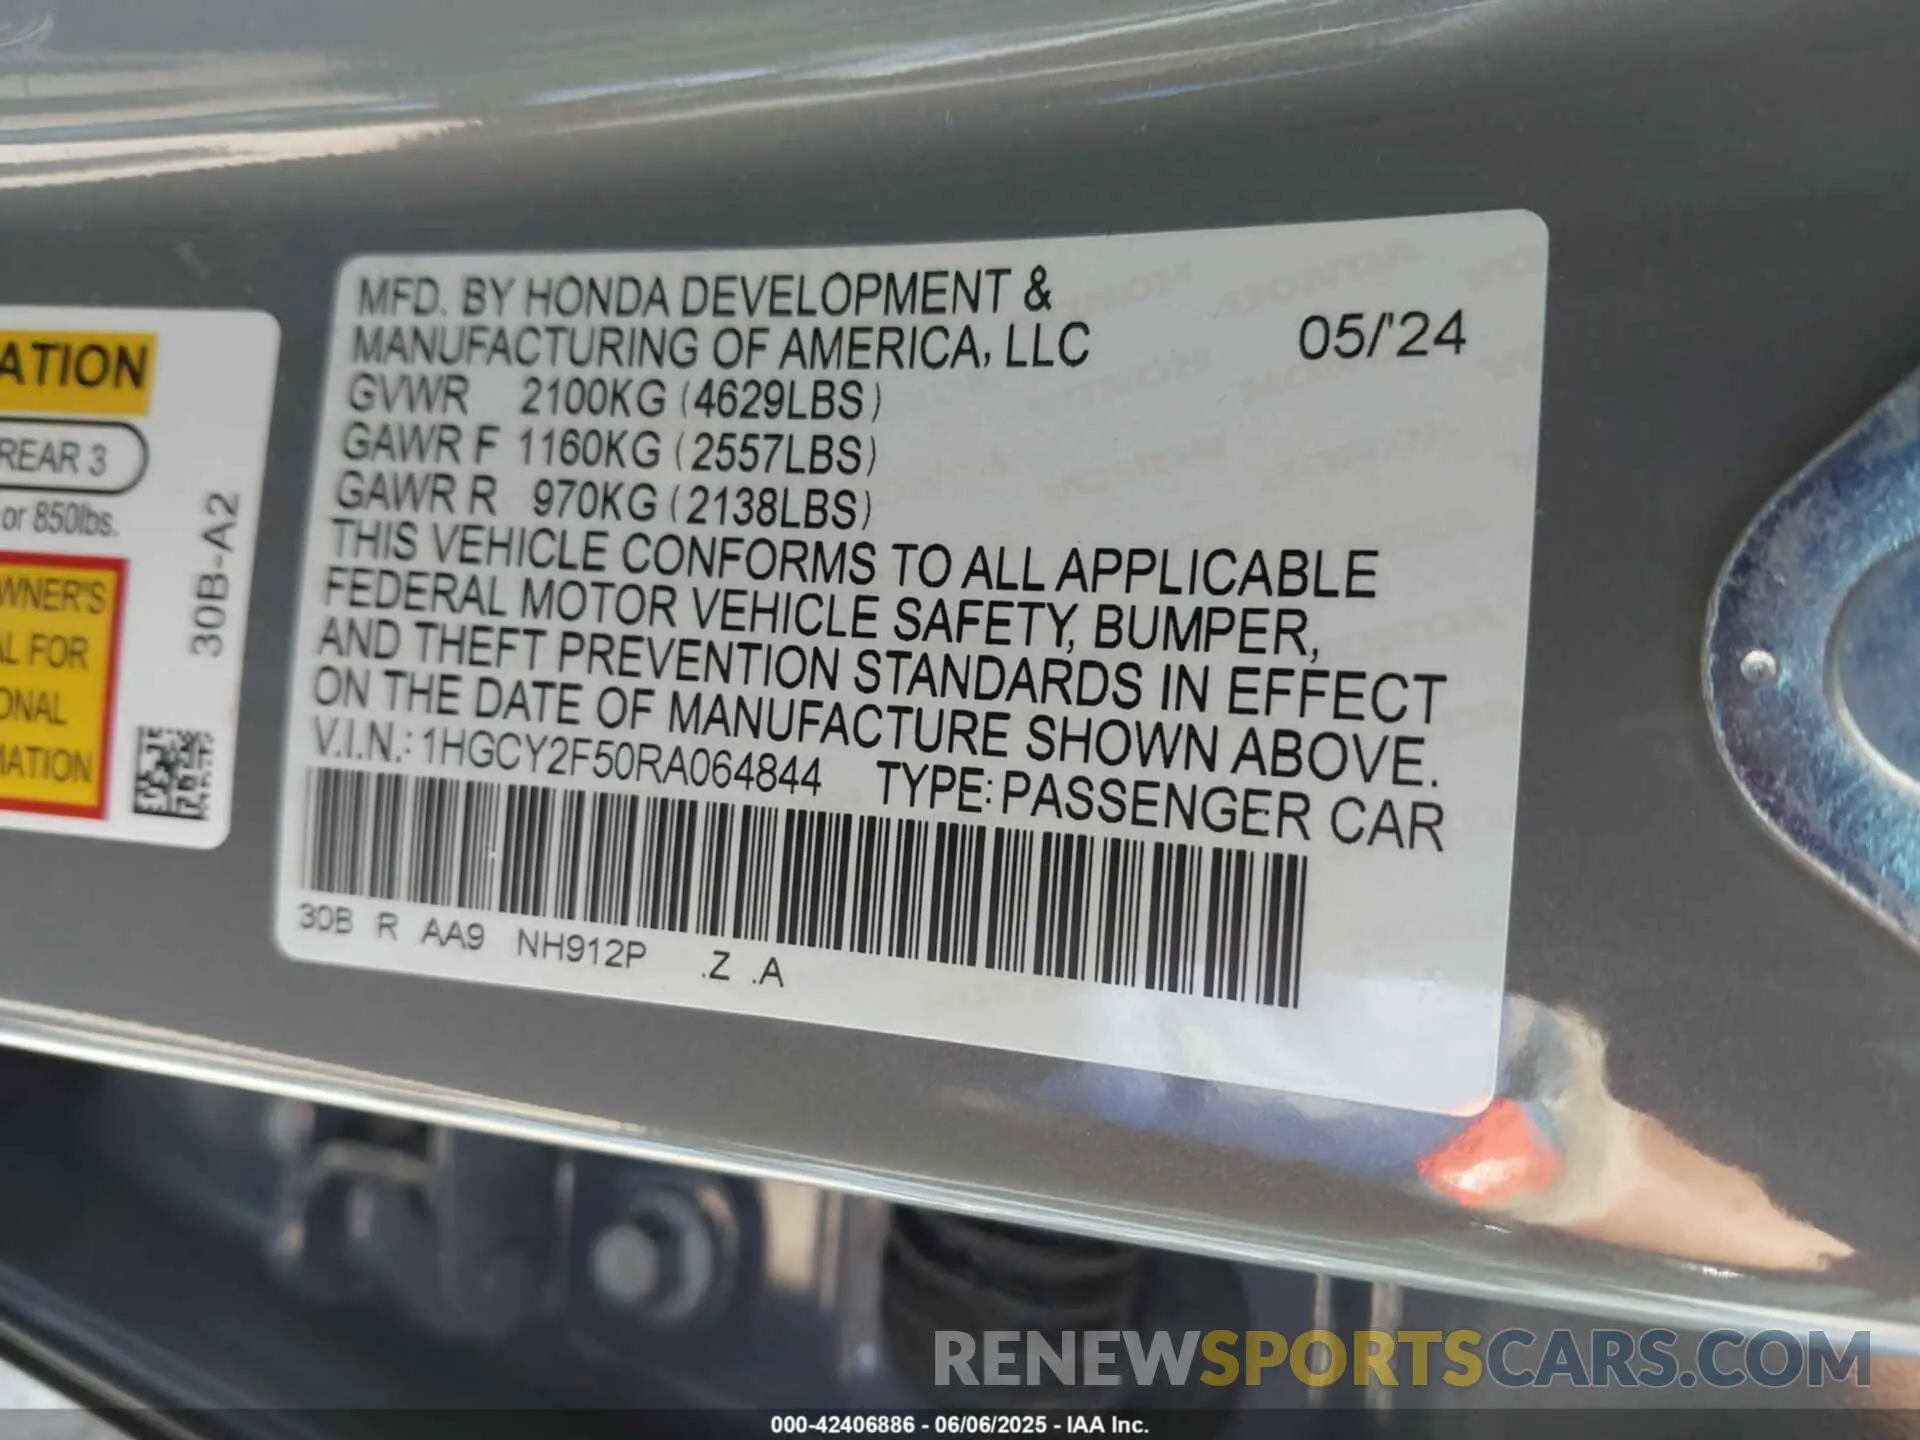 ATION
REAR 3
or 850lbs.
WNER'S
AL FOR
ONAL
MATION
30B-A2
MFD. BY HONDA DEVELOPMENT &
MANUFACTURING OF AMERICA, LLC 05/'24
GVWR 2100KG (4629LBS)
GAWR F 1160KG (2557LBS)
GAWR R 970KG (2138LBS)
THIS VEHICLE CONFORMS TO ALL APPLICABLE
FEDERAL MOTOR VEHICLE SAFETY, BUMPER,
AND THEFT PREVENTION STANDARDS IN EFFECT
ON THE DATE OF MANUFACTURE SHOWN ABOVE.
V.I.N.: 1HGCY2F50RA064844 TYPE: PASSENGER CAR
30B R AA9 NH912P .Z .A
RENEWSPORTSCARS.COM
000-42406886 - 06/06/2025 - IAA Inc.